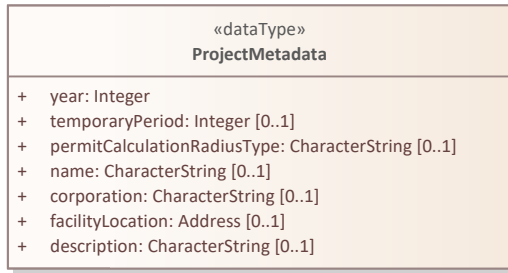 «dataType»
ProjectMetadata
+ year: Integer
+ temporaryPeriod: Integer [0..1]
+ permitCalculationRadiusType: CharacterString [0..1]
+ name: CharacterString [0..1]
+ corporation: CharacterString [0..1]
+ facilityLocation: Address [0..1]
+ description: CharacterString [0..1]